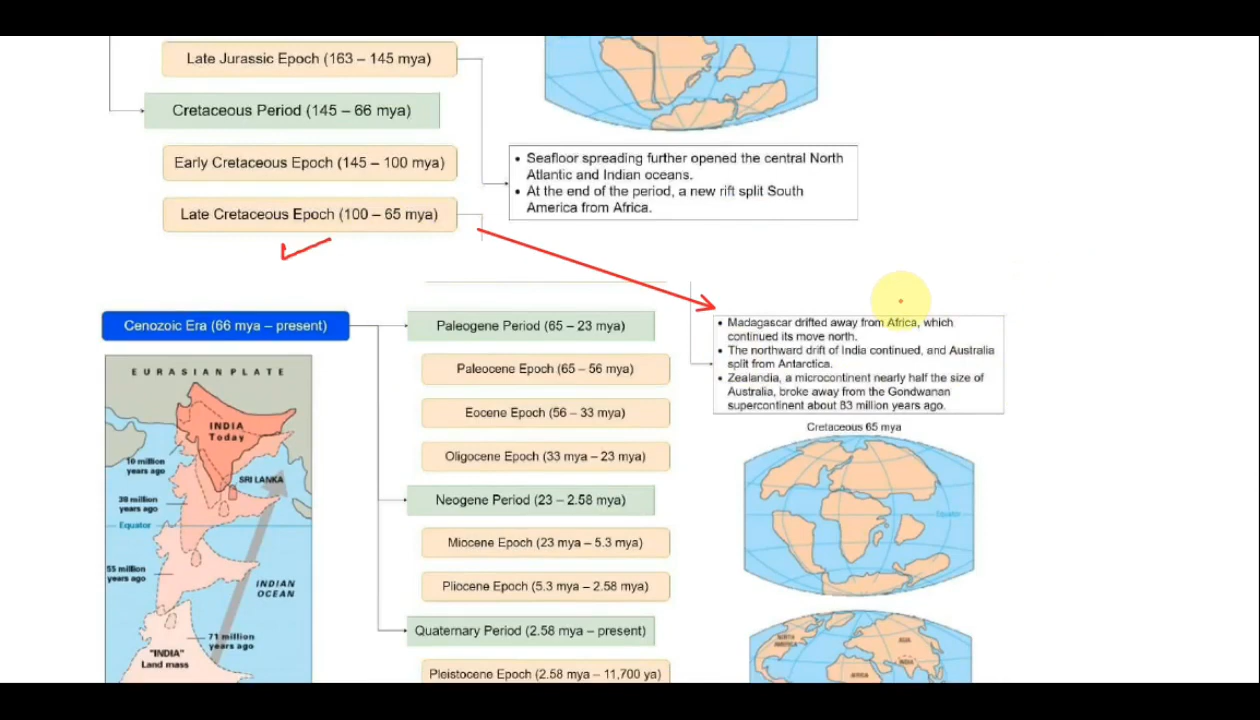 Late Jurassic Epoch (163 – 145 mya)
Cretaceous Period (145 – 66 mya)
Early Cretaceous Epoch (145 – 100 mya)
Late Cretaceous Epoch (100 – 65 mya)
• Seafloor spreading further opened the central North
Atlantic and Indian oceans.
• At the end of the period, a new rift split South
America from Africa.
Cenozoic Era (66 mya – present)
Paleogene Period (65 – 23 mya)
Paleocene Epoch (65 – 56 mya)
Eocene Epoch (56 – 33 mya)
Oligocene Epoch (33 mya – 23 mya)
Neogene Period (23 – 2.58 mya)
Miocene Epoch (23 mya – 5.3 mya)
Pliocene Epoch (5.3 mya – 2.58 mya)
Quaternary Period (2.58 mya – present)
Pleistocene Epoch (2.58 mya – 11,700 ya)
• Madagascar drifted away from Africa, which
continued its move north.
• The northward drift of India continued, and Australia
split from Antarctica.
• Zealandia, a microcontinent nearly half the size of
Australia, broke away from the Gondwanan
supercontinent about 83 million years ago.
Cretaceous 65 mya
Equator
NORTH
AMERICA
ASIA
INDIA
AFRICA
EURASIAN PLATE
INDIA
Today
10 million
years ago
SRI LANKA
38 million
years ago
Equator
55 million
years ago
INDIAN
OCEAN
71 million
years ago
"INDIA"
Land mass